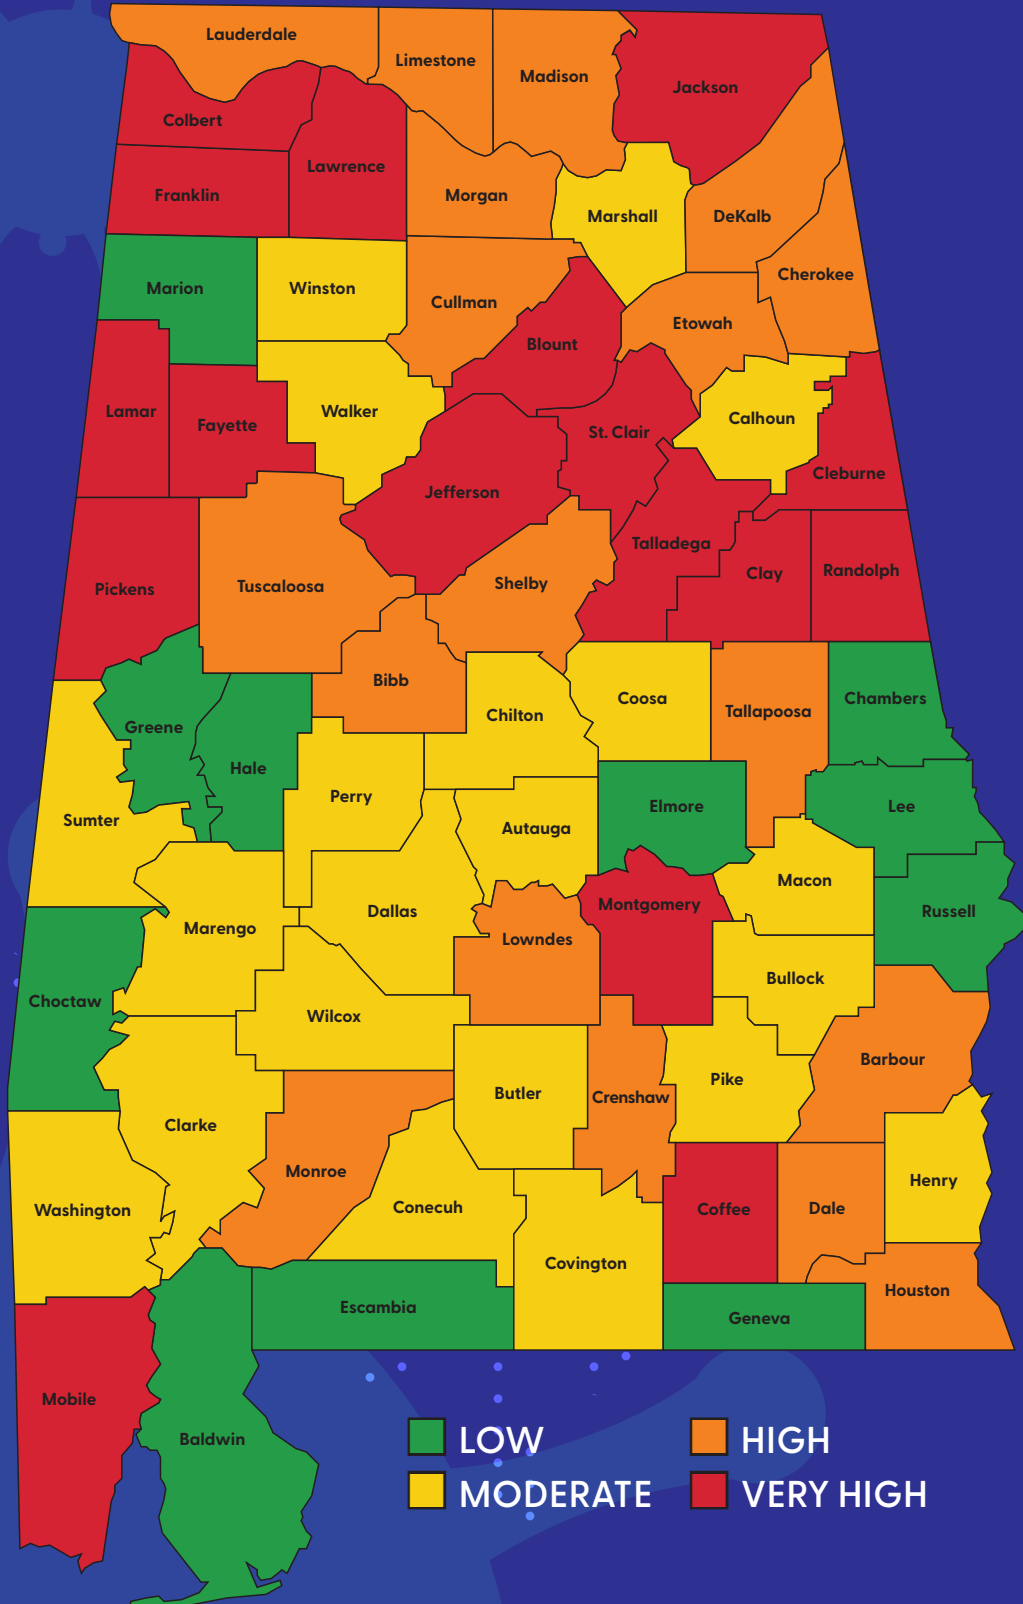 Lauderdale
Limestone
Madison
Jackson
Colbert
Lawrence
Franklin
Morgan
Marshall
DeKalb
Cherokee
Marion
Winston
Cullman
Etowah
Blount
Lamar
Fayette
Walker
St. Clair
Calhoun
Cleburne
Jefferson
Talladega
Clay
Randolph
Pickens
Tuscaloosa
Shelby
Bibb
Chilton
Coosa
Tallapoosa
Chambers
Greene
Hale
Perry
Autauga
Elmore
Lee
Sumter
Macon
Montgomery
Dallas
Marengo
Lowndes
Russell
Bullock
Choctaw
Wilcox
Barbour
Pike
Butler
Crenshaw
Clarke
Monroe
Henry
Washington
Conecuh
Coffee
Dale
Covington
Houston
Escambia
Geneva
Mobile
Baldwin
LOW
HIGH
MODERATE
VERY HIGH